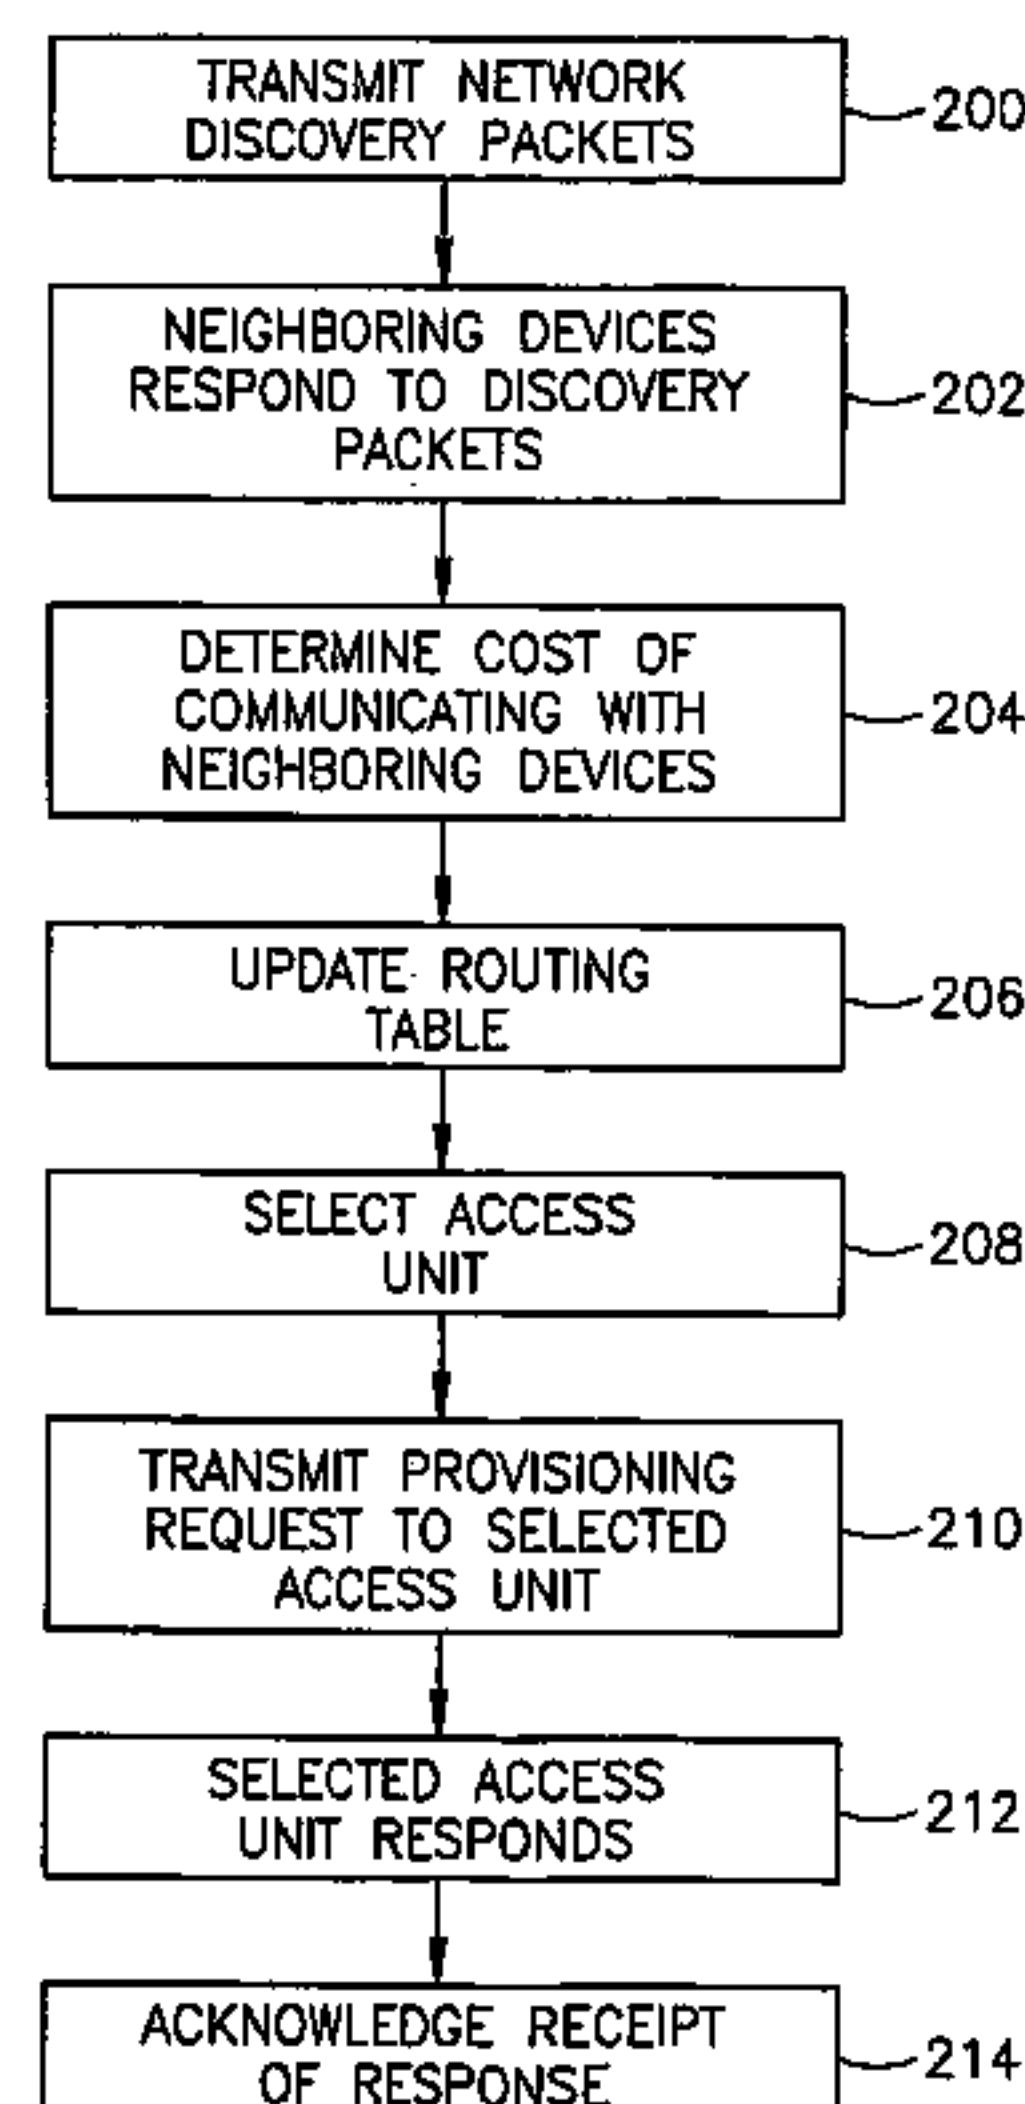 TRANSMIT NETWORK
DISCOVERY PACKETS
200
NEIGHBORING DEVICES
RESPOND TO DISCOVERY
PACKETS
202
DETERMINE COST OF
COMMUNICATING WITH
NEIGHBORING DEVICES
204
UPDATE ROUTING
TABLE
206
SELECT ACCESS
UNIT
208
TRANSMIT PROVISIONING
REQUEST TO SELECTED
ACCESS UNIT
210
SELECTED ACCESS
UNIT RESPONDS
212
ACKNOWLEDGE RECEIPT
OF RESPONSE
214